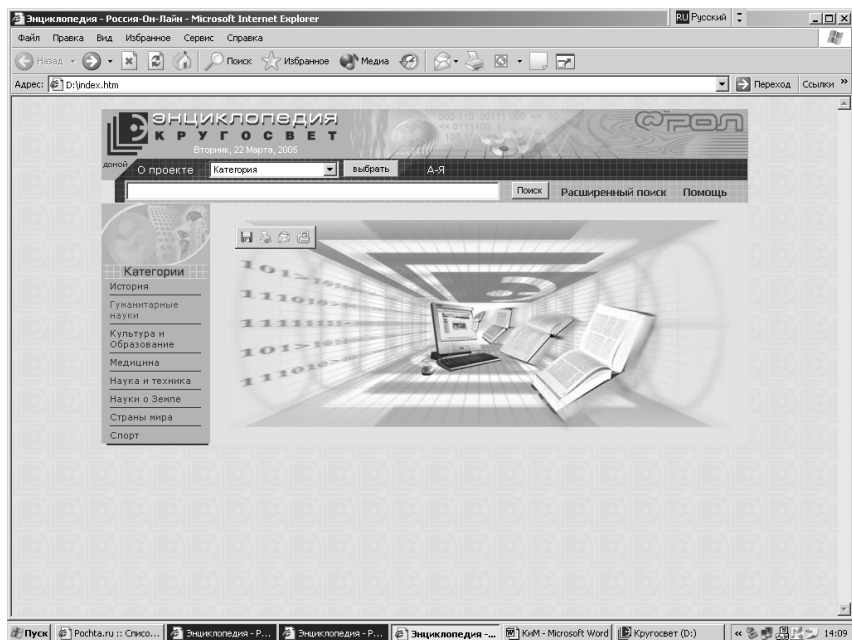 Энциклопедия - Россия-Он-Лайн - Microsoft Internet Explorer
RU Русский
Файл Правка Вид Избранное Сервис Справка
Назад Поиск Избранное Медиа
Адрес: D:\index.htm Переход Ссылки »
ЭНЦИКЛОПЕДИЯ
КРУГОСВЕТ
Вторник, 22 Марта, 2005
@РОЛ
домой О проекте Категория выбрать А-Я
Поиск Расширенный поиск Помощь
Категории
История
Гуманитарные
науки
Культура и
Образование
Медицина
Наука и техника
Науки о Земле
Страны мира
Спорт
Пуск Pochta.ru :: Списо... Энциклопедия - Р... Энциклопедия - Р... Энциклопедия -... КиМ - Microsoft Word Кругосвет (D:) « 14:09